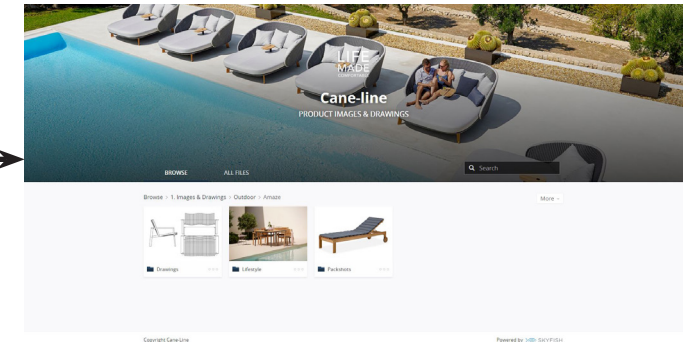 LIFE
MADE
COMFORTABLE
Cane-line
PRODUCT IMAGES & DRAWINGS
BROWSE
ALL FILES
Search
Browse > 1. Images & Drawings > Outdoor > Amaze
More
Drawings
Lifestyle
Packshots
Copyright Cane-Line
Powered by SKYFISH